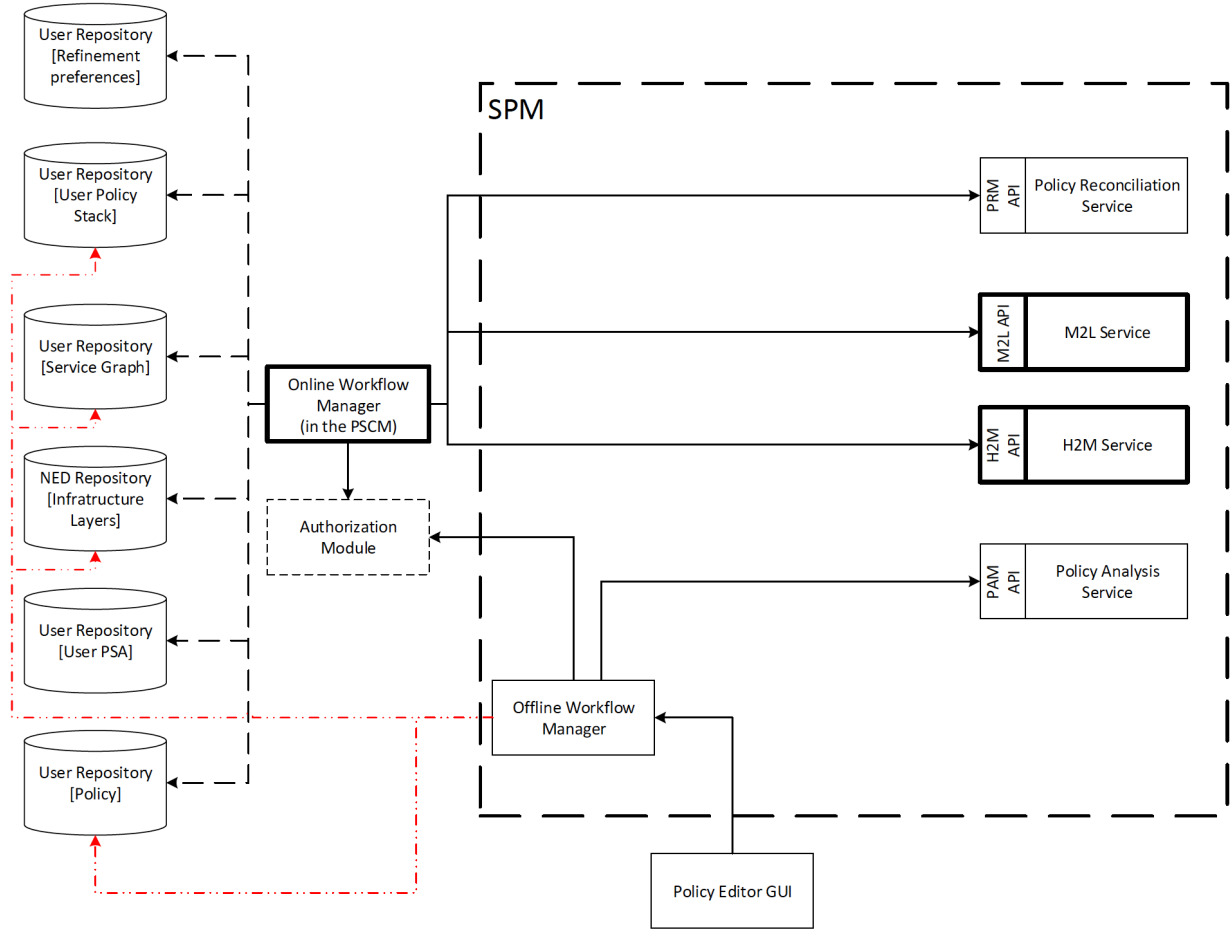 User Repository
[Refinement
preferences]
User Repository
[User Policy
Stack]
User Repository
[Service Graph]
NED Repository
[Infratructure
Layers]
User Repository
[User PSA]
User Repository
[Policy]
Online Workflow
Manager
(in the PSCM)
Authorization
Module
SPM
PRM
API
Policy Reconciliation
Service
M2L API
M2L Service
H2M
API
H2M Service
PAM
API
Policy Analysis
Service
Offline Workflow
Manager
Policy Editor GUI